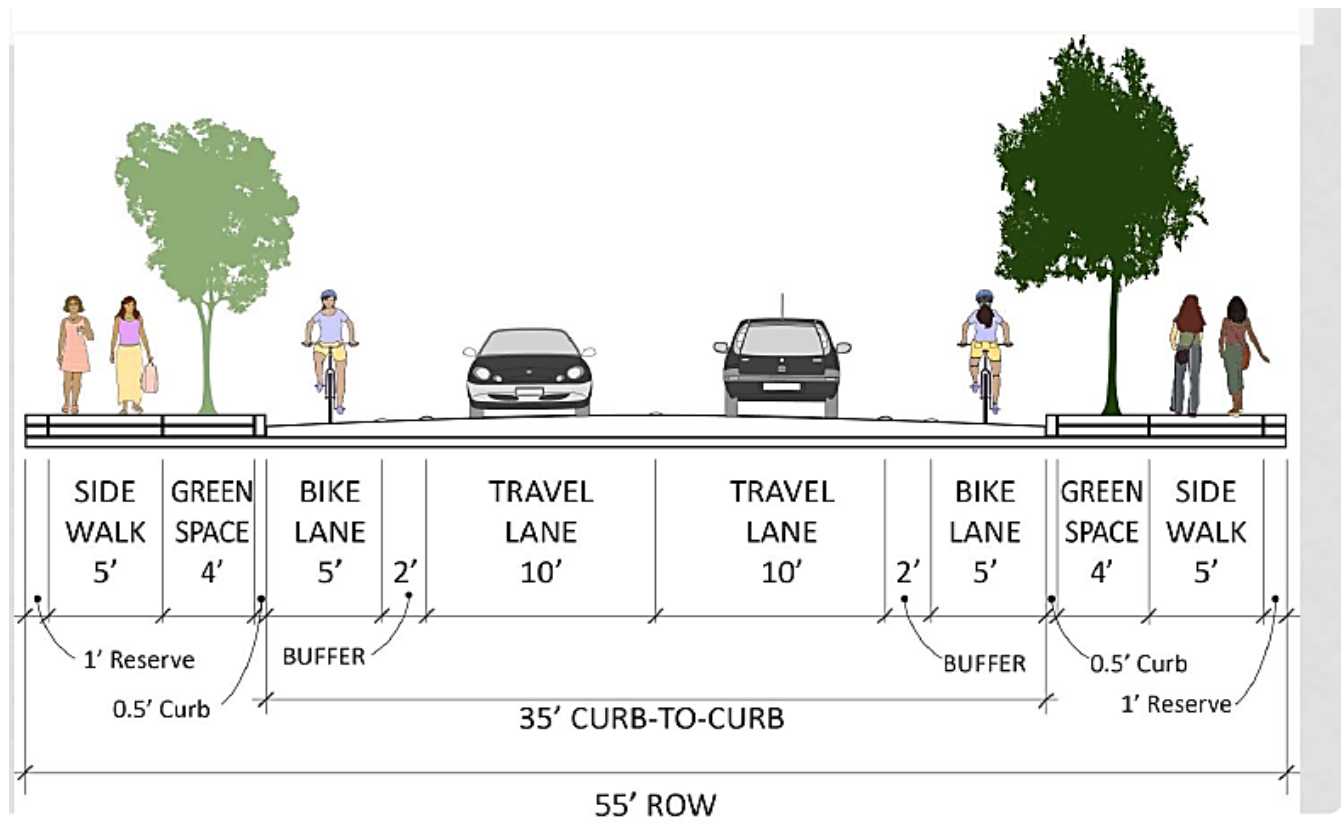 SIDE WALK 5'
GREEN SPACE 4'
BIKE LANE 5'
2'
TRAVEL LANE 10'
TRAVEL LANE 10'
2'
BIKE LANE 5'
GREEN SPACE 4'
SIDE WALK 5'
1' Reserve
0.5' Curb
BUFFER
BUFFER
0.5' Curb
1' Reserve
35' CURB-TO-CURB
55' ROW